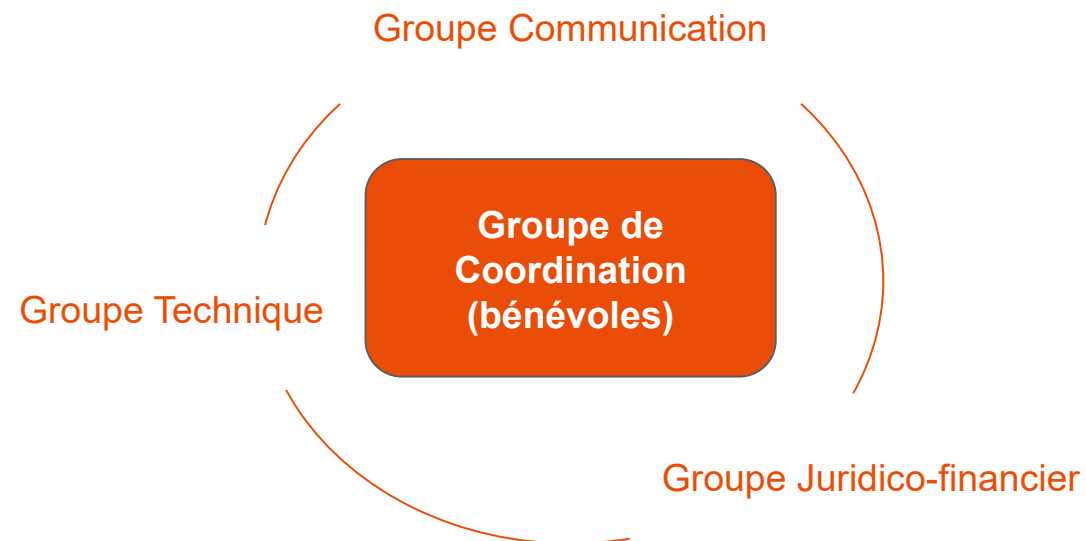 Groupe Communication
Groupe de
Coordination
(bénévoles)
Groupe Technique
Groupe Juridico-financier